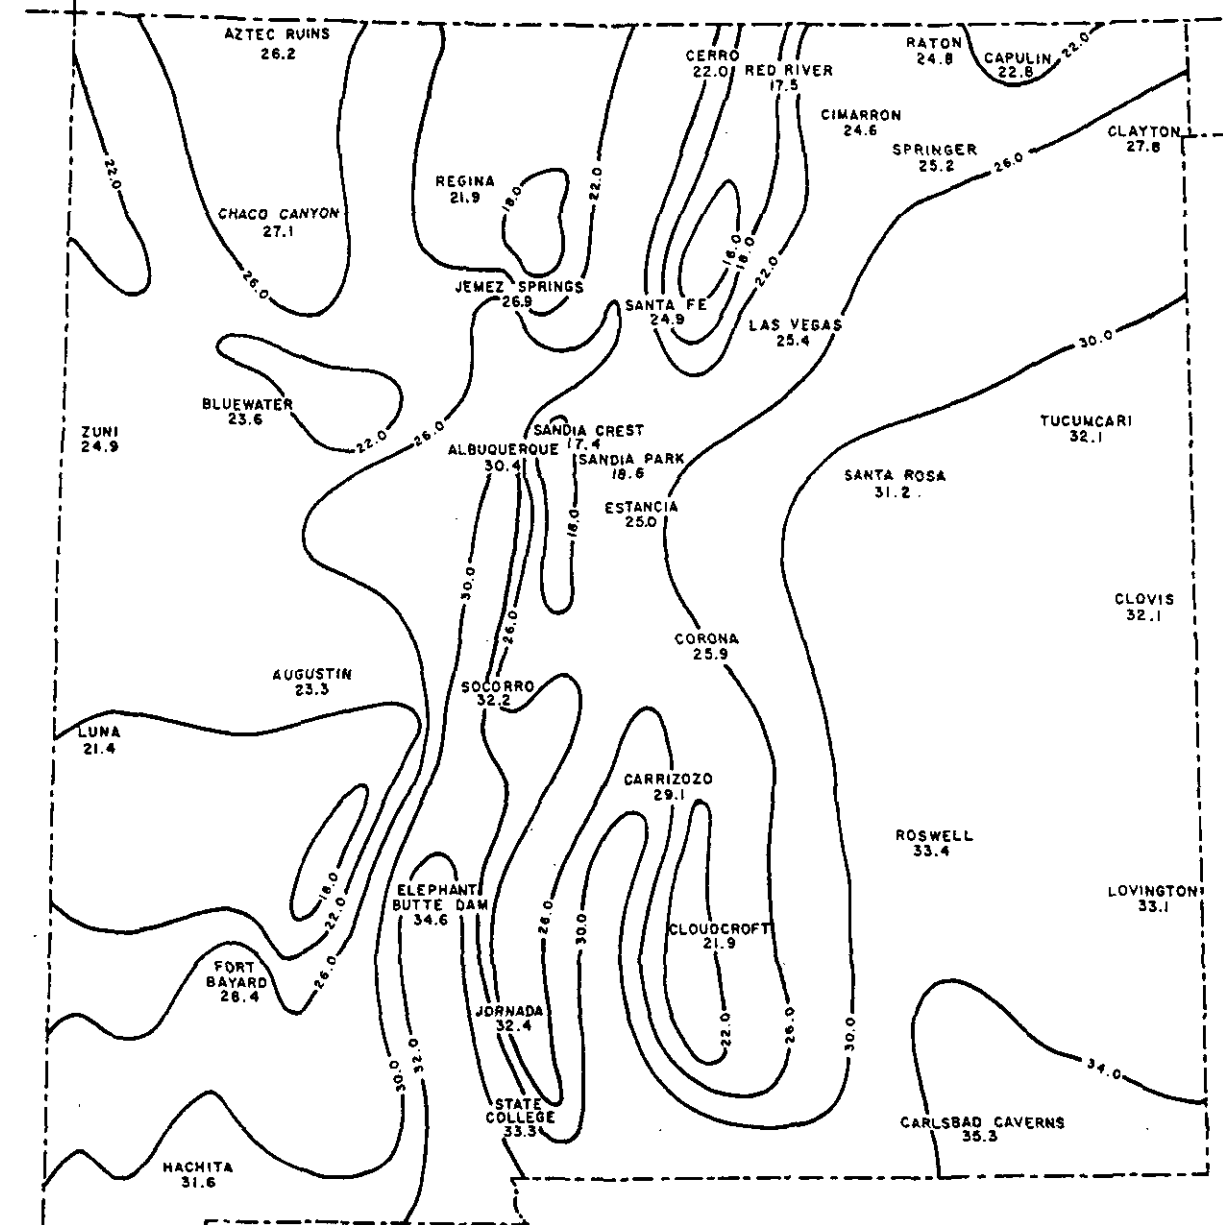 AZTEC RUINS
26.2
CERRO
22.0
RED RIVER
17.5
RATON
24.8
CAPULIN
22.8
22.0
CIMARRON
24.6
SPRINGER
25.2
26.0
CLAYTON
27.8
22.0
REGINA
21.9
18.0
22.0
CHACO CANYON
27.1
26.0
16.0
18.0
22.0
JEMEZ SPRINGS
26.9
SANTA FE
24.9
LAS VEGAS
25.4
30.0
BLUEWATER
23.6
22.0
26.0
ZUNI
24.9
SANDIA CREST
17.4
ALBUQUERQUE
30.4
SANDIA PARK
18.6
TUCUMCARI
32.1
SANTA ROSA
31.2
ESTANCIA
25.0
18.0
30.0
26.0
CLOVIS
32.1
CORONA
25.9
AUGUSTIN
23.3
SOCORRO
32.2
LUNA
21.4
CARRIZOZO
29.1
ROSWELL
33.4
18.0
22.0
ELEPHANT
BUTTE DAM
34.6
26.0
30.0
LOVINGTON
33.1
CLOUDCROFT
21.9
FORT
BAYARD
28.4
26.0
JORNADA
32.4
22.0
26.0
30.0
30.0
32.0
34.0
STATE
COLLEGE
33.3
CARLSBAD CAVERNS
35.3
HACHITA
31.6